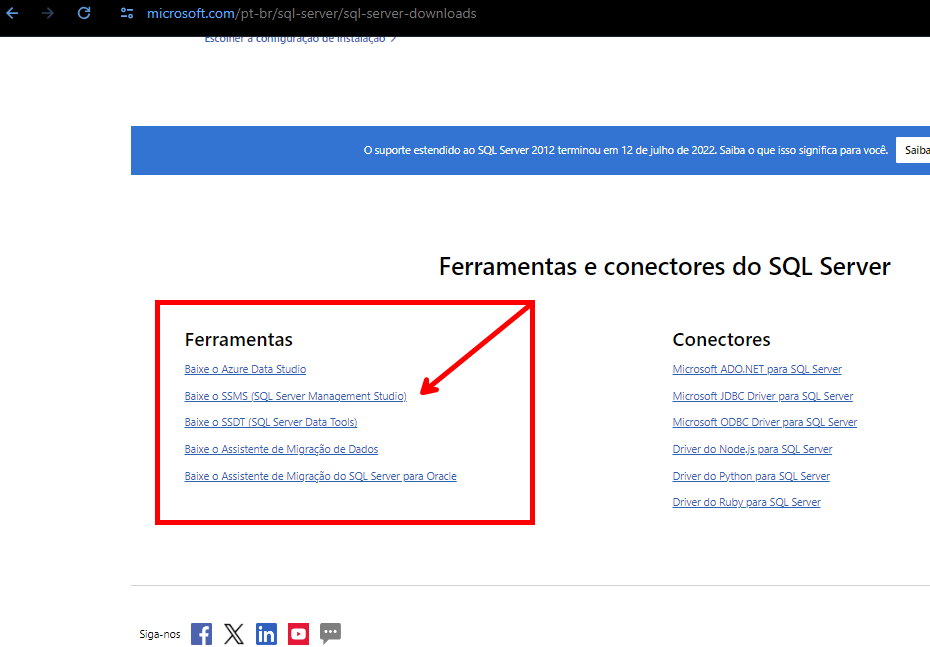 microsoft.com/pt-br/sql-server/sql-server-downloads
Escolher a configuração de instalação >
O suporte estendido ao SQL Server 2012 terminou em 12 de julho de 2022. Saiba o que isso significa para você.
Saiba
Ferramentas e conectores do SQL Server
Ferramentas
Baixe o Azure Data Studio
Baixe o SSMS (SQL Server Management Studio)
Baixe o SSDT (SQL Server Data Tools)
Baixe o Assistente de Migração de Dados
Baixe o Assistente de Migração do SQL Server para Oracle
Conectores
Microsoft ADO.NET para SQL Server
Microsoft JDBC Driver para SQL Server
Microsoft ODBC Driver para SQL Server
Driver do Node.js para SQL Server
Driver do Python para SQL Server
Driver do Ruby para SQL Server
Siga-nos